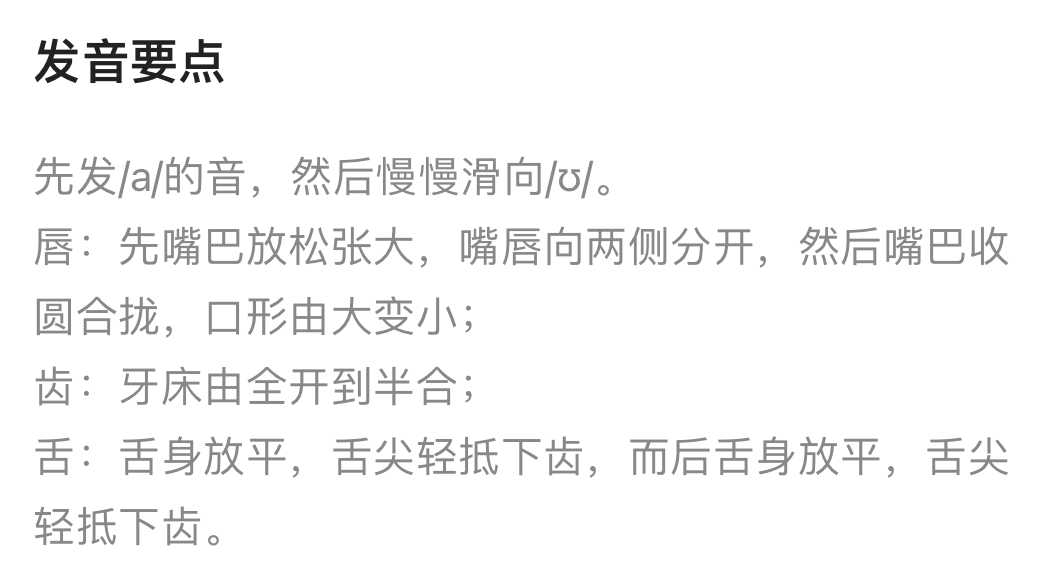 发音要点
先发/a/的音，然后慢慢滑向/ʊ/。
唇：先嘴巴放松张大，嘴唇向两侧分开，然后嘴巴收
圆合拢，口形由大变小；
齿：牙床由全开到半合；
舌：舌身放平，舌尖轻抵下齿，而后舌身放平，舌尖
轻抵下齿。